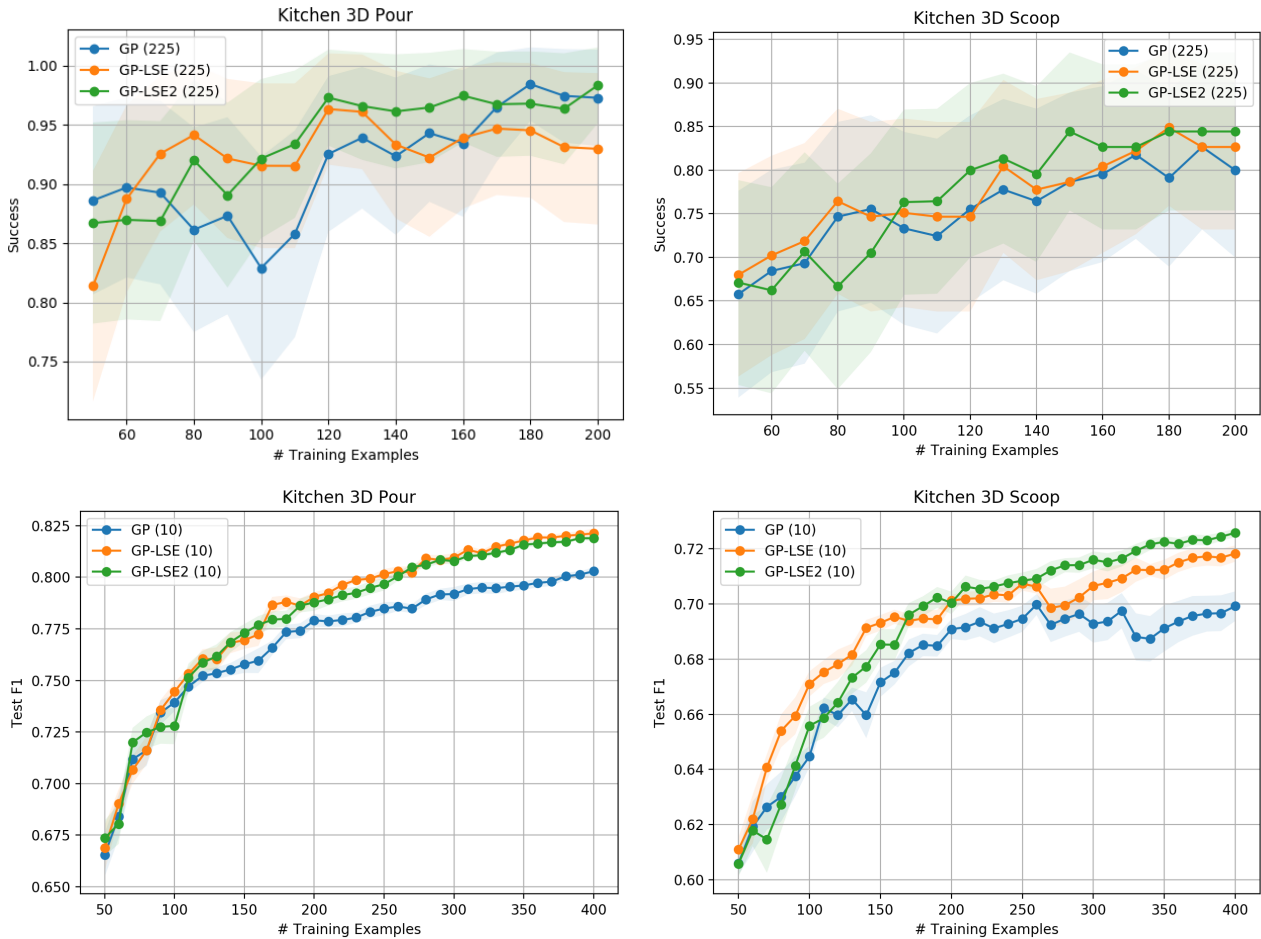 Kitchen 3D Pour
GP (225)
GP-LSE (225)
GP-LSE2 (225)
1.00
0.95
0.90
0.85
0.80
0.75
Success
60 80 100 120 140 160 180 200
# Training Examples
Kitchen 3D Scoop
GP (225)
GP-LSE (225)
GP-LSE2 (225)
0.95
0.90
0.85
0.80
0.75
0.70
0.65
0.60
0.55
Success
60 80 100 120 140 160 180 200
# Training Examples
Kitchen 3D Pour
GP (10)
GP-LSE (10)
GP-LSE2 (10)
0.825
0.800
0.775
0.750
0.725
0.700
0.675
0.650
Test F1
50 100 150 200 250 300 350 400
# Training Examples
Kitchen 3D Scoop
GP (10)
GP-LSE (10)
GP-LSE2 (10)
0.72
0.70
0.68
0.66
0.64
0.62
0.60
Test F1
50 100 150 200 250 300 350 400
# Training Examples